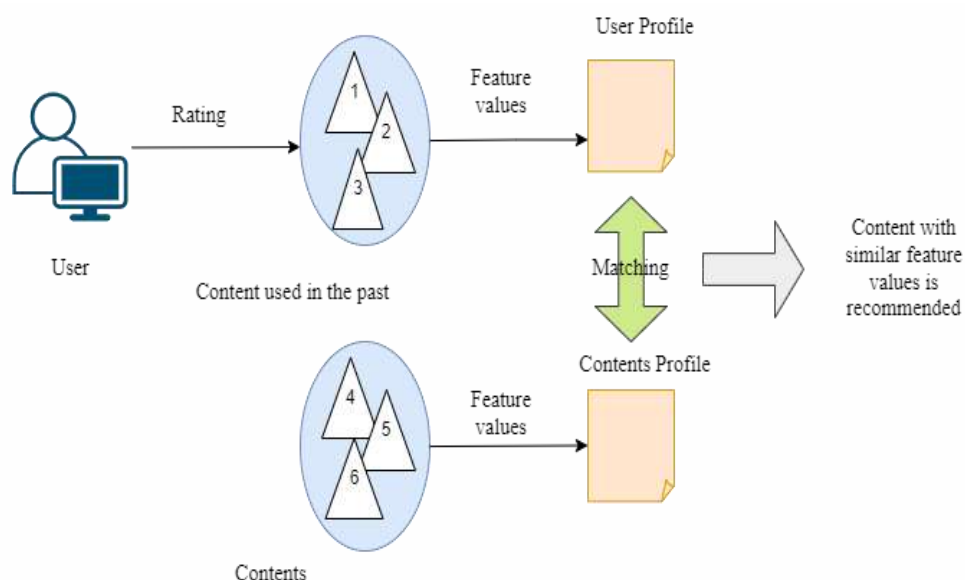 User Profile
1
2
3
Rating
Feature
values
User
Content used in the past
Matching
Content with
similar feature
values is
recommended
Contents Profile
4
5
6
Feature
values
Contents